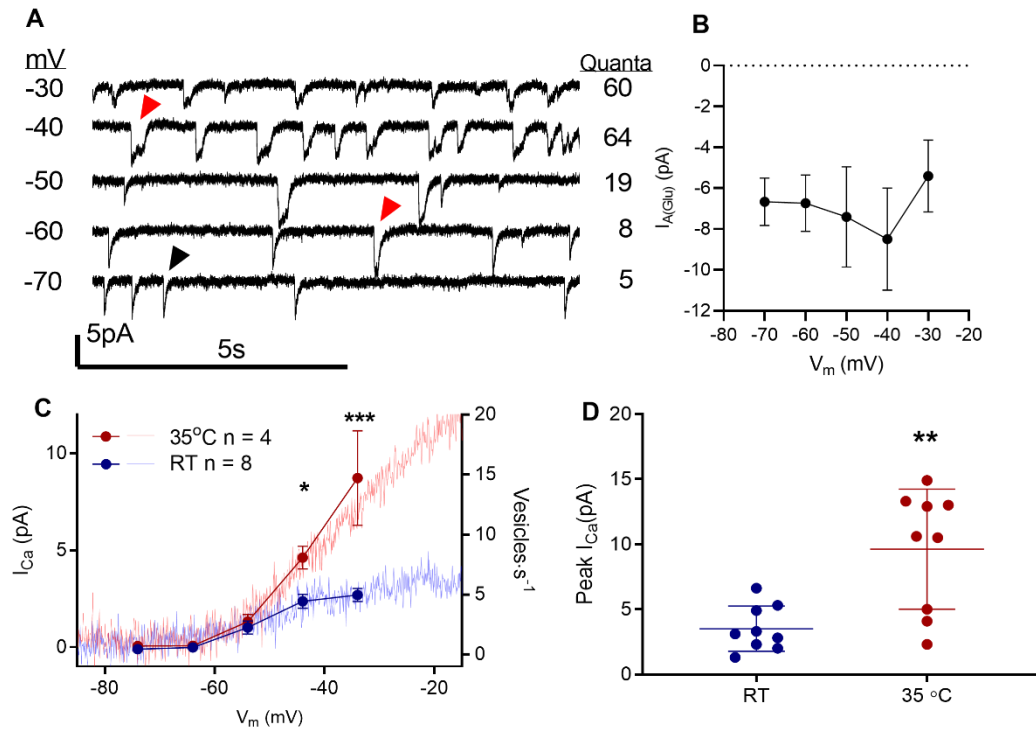 A
mV
Quanta
-30
60
-40
64
-50
19
-60
8
-70
5
5pA
5s
B
0
-2
-4
-6
-8
-10
-12
I_A(Glu) (pA)
-80 -70 -60 -50 -40 -30 -20
V_m (mV)
C
35°C n = 4
RT n = 8
*
***
10
5
0
I_Ca (pA)
20
15
10
5
0
Vesicles·s⁻¹
-80 -60 -40 -20
V_m (mV)
D
20
15
10
5
0
Peak I_Ca(pA)
**
RT 35 °C